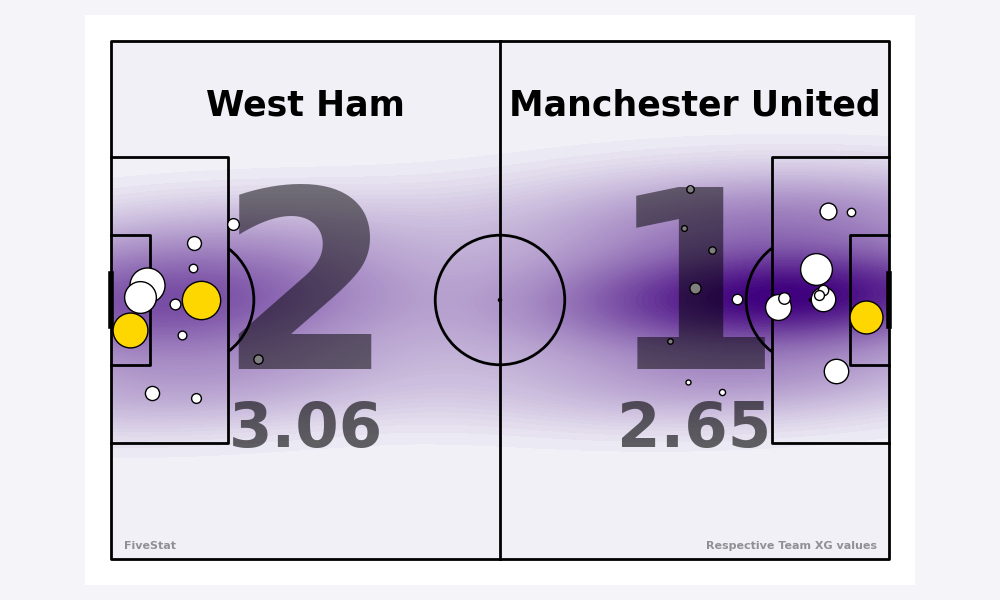 West Ham
Manchester United
2
1
3.06
2.65
FiveStat
Respective Team XG values